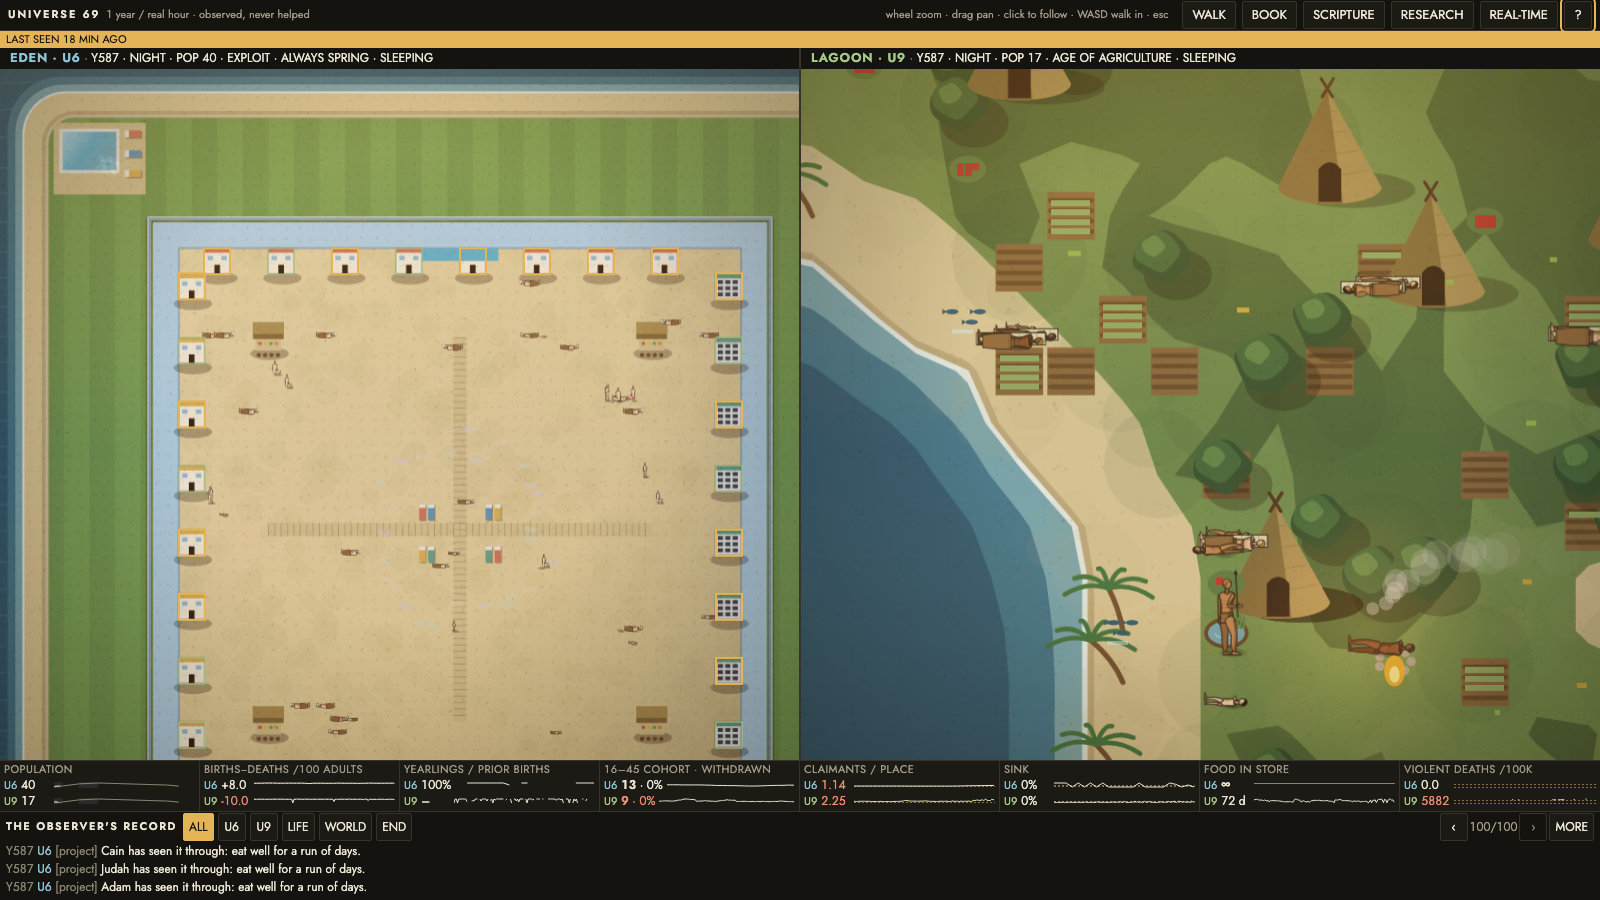 UNIVERSE 69 1 year / real hour · observed, never helped
wheel zoom · drag pan · click to follow · WASD walk in · esc WALK BOOK SCRIPTURE RESEARCH REAL-TIME ?
LAST SEEN 18 MIN AGO
EDEN · U6 · Y587 · NIGHT · POP 40 · EXPLOIT · ALWAYS SPRING · SLEEPING
LAGOON · U9 · Y587 · NIGHT · POP 17 · AGE OF AGRICULTURE · SLEEPING
POPULATION
U6 40
U9 17
BIRTHS–DEATHS /100 ADULTS
U6 +8.0
U9 -10.0
YEARLINGS / PRIOR BIRTHS
U6 100%
U9 –
16–45 COHORT · WITHDRAWN
U6 13 · 0%
U9 9 · 0%
CLAIMANTS / PLACE
U6 1.14
U9 2.25
SINK
U6 0%
U9 0%
FOOD IN STORE
U6 ∞
U9 72 d
VIOLENT DEATHS /100K
U6 0.0
U9 5882
THE OBSERVER'S RECORD ALL U6 U9 LIFE WORLD END ‹ 100/100 › MORE
Y587 U6 [project] Cain has seen it through: eat well for a run of days.
Y587 U6 [project] Judah has seen it through: eat well for a run of days.
Y587 U6 [project] Adam has seen it through: eat well for a run of days.